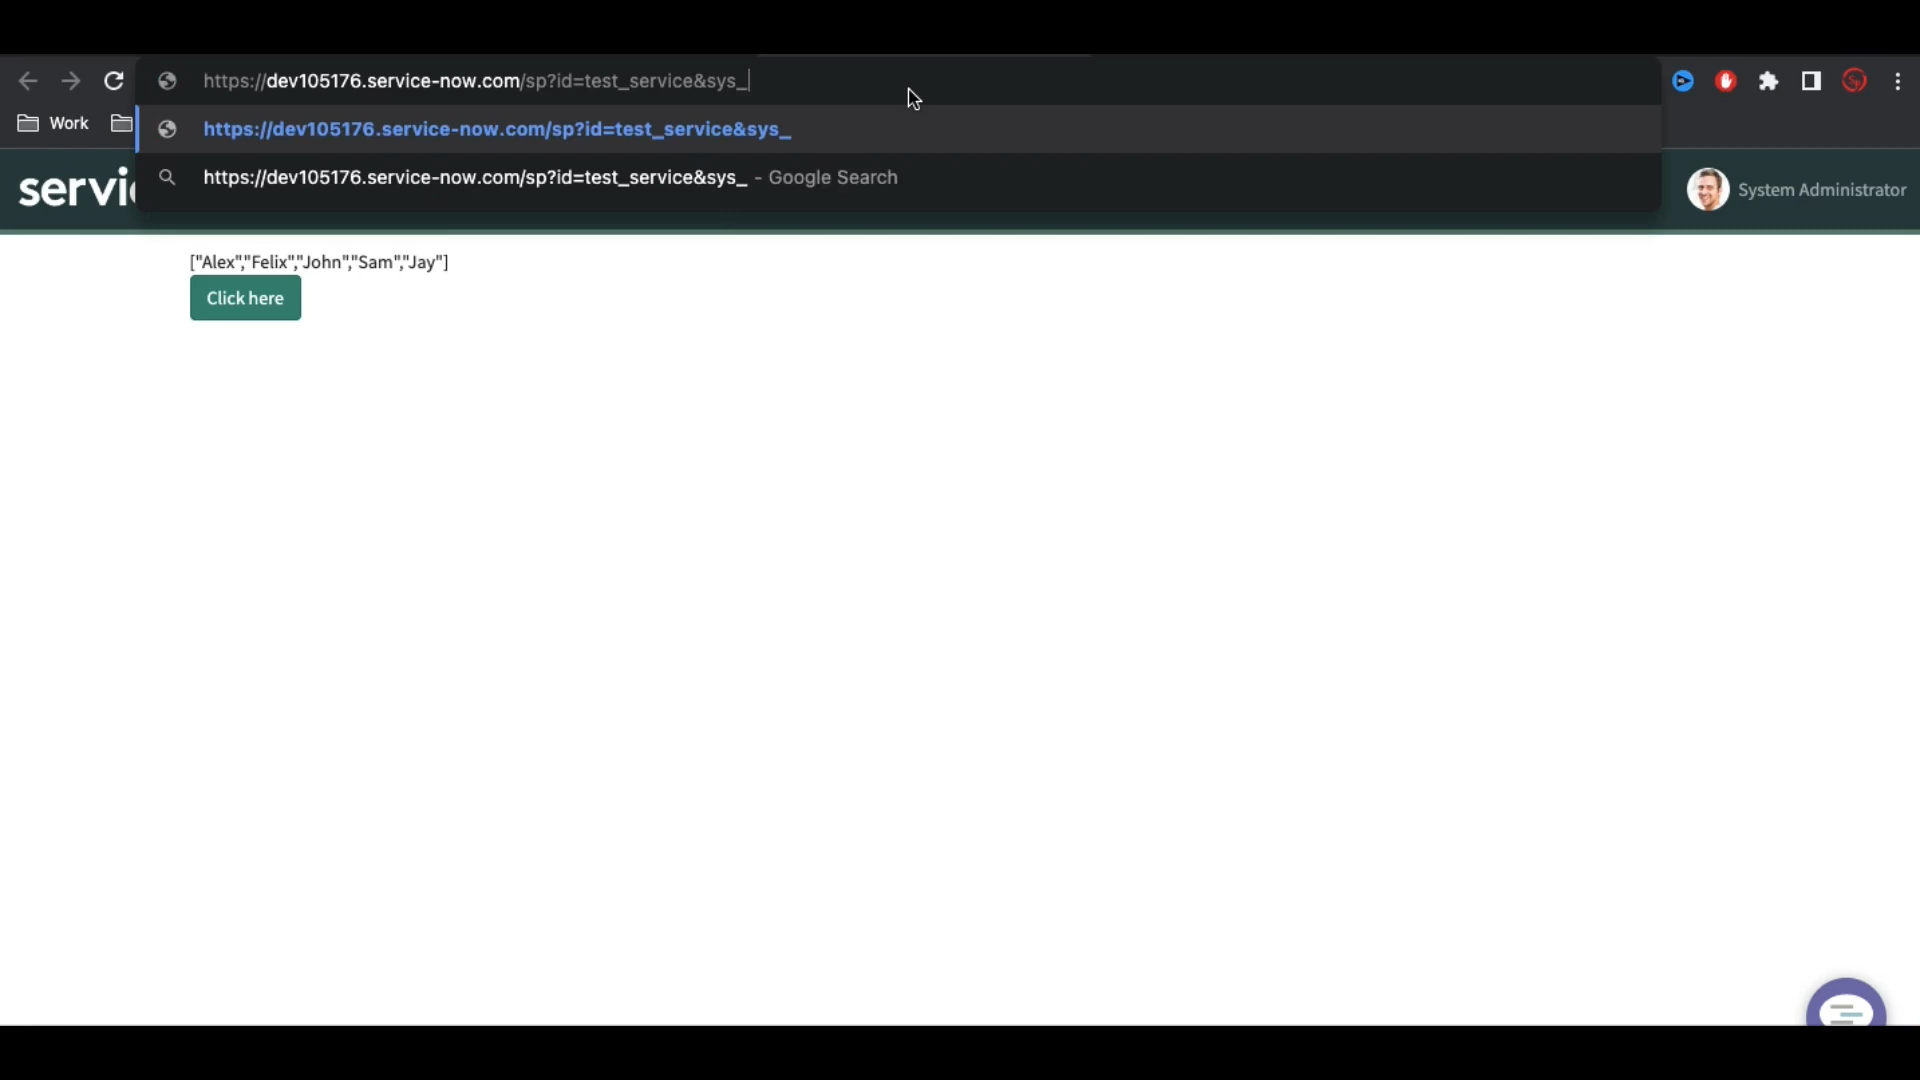 https://dev105176.service-now.com/sp?id=test_service&sys_
Work
https://dev105176.service-now.com/sp?id=test_service&sys_
https://dev105176.service-now.com/sp?id=test_service&sys_ - Google Search
servic
System Administrator
["Alex","Felix","John","Sam","Jay"]
Click here